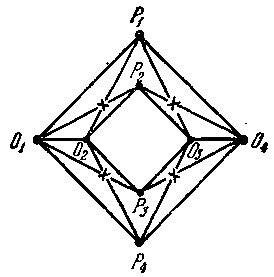 P₁
P₂
O₁ O₂ O₃ O₄
P₃
P₄